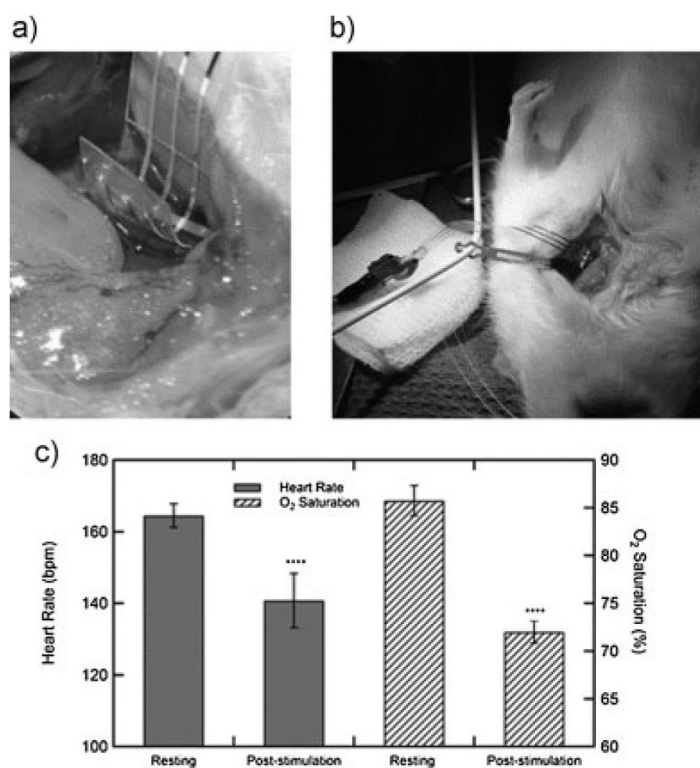 a)
b)
c)
180
160
140
120
100
Heart Rate (bpm)
Heart Rate
O₂ Saturation
****
****
90
85
80
75
70
65
60
O₂ Saturation (%)
Resting
Post-stimulation
Resting
Post-stimulation